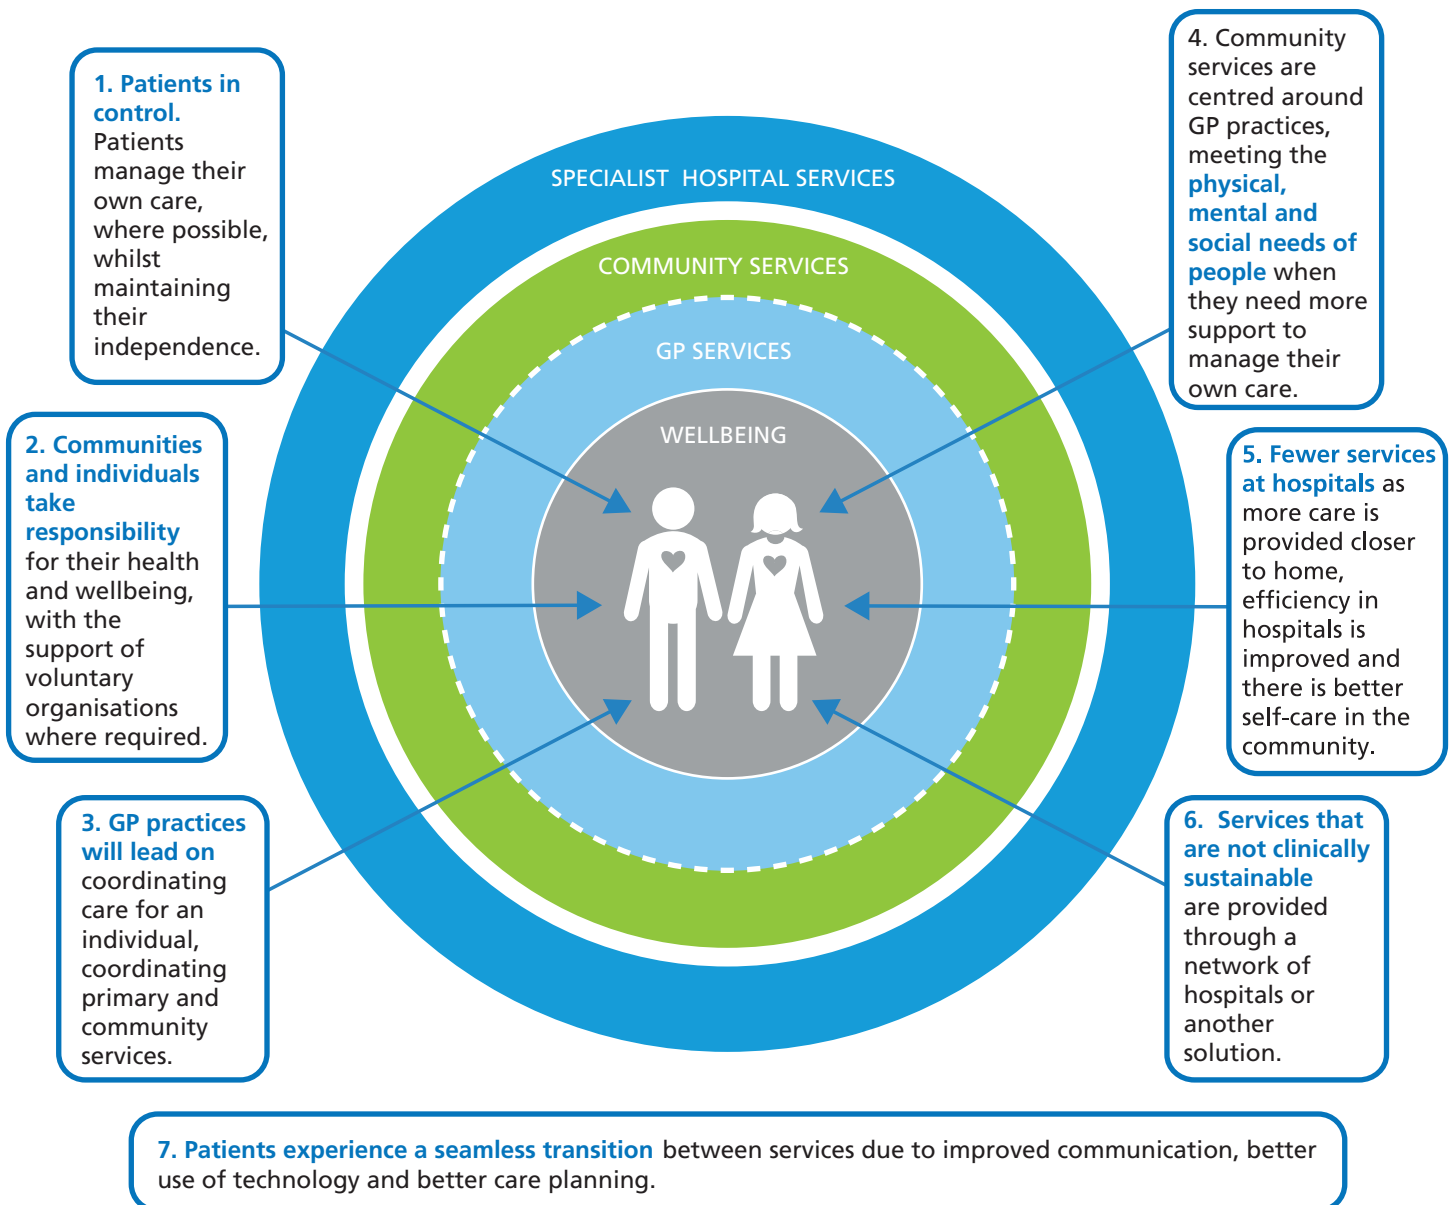 1. Patients in
control.
Patients
manage their
own care,
where possible,
whilst
maintaining
their
independence.
2. Communities
and individuals
take
responsibility
for their health
and wellbeing,
with the
support of
voluntary
organisations
where required.
3. GP practices
will lead on
coordinating
care for an
individual,
coordinating
primary and
community
services.
SPECIALIST HOSPITAL SERVICES
COMMUNITY SERVICES
GP SERVICES
WELLBEING
4. Community
services are
centred around
GP practices,
meeting the
physical,
mental and
social needs of
people when
they need more
support to
manage their
own care.
5. Fewer services
at hospitals as
more care is
provided closer
to home,
efficiency in
hospitals is
improved and
there is better
self-care in the
community.
6. Services that
are not clinically
sustainable
are provided
through a
network of
hospitals or
another
solution.
7. Patients experience a seamless transition between services due to improved communication, better
use of technology and better care planning.